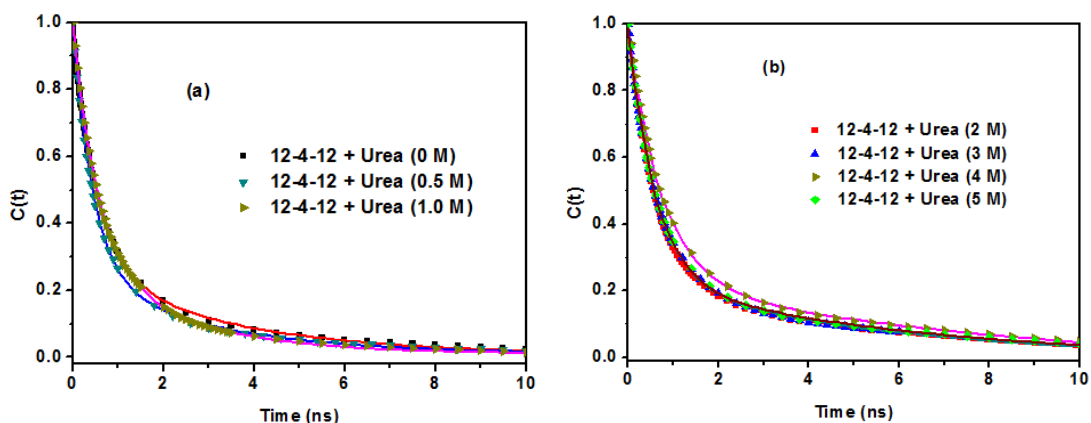 (a)
12-4-12 + Urea (0 M)
12-4-12 + Urea (0.5 M)
12-4-12 + Urea (1.0 M)
C(t)
1.0
0.8
0.6
0.4
0.2
0.0
0 2 4 6 8 10
Time (ns)
(b)
12-4-12 + Urea (2 M)
12-4-12 + Urea (3 M)
12-4-12 + Urea (4 M)
12-4-12 + Urea (5 M)
C(t)
1.0
0.8
0.6
0.4
0.2
0.0
0 2 4 6 8 10
Time (ns)